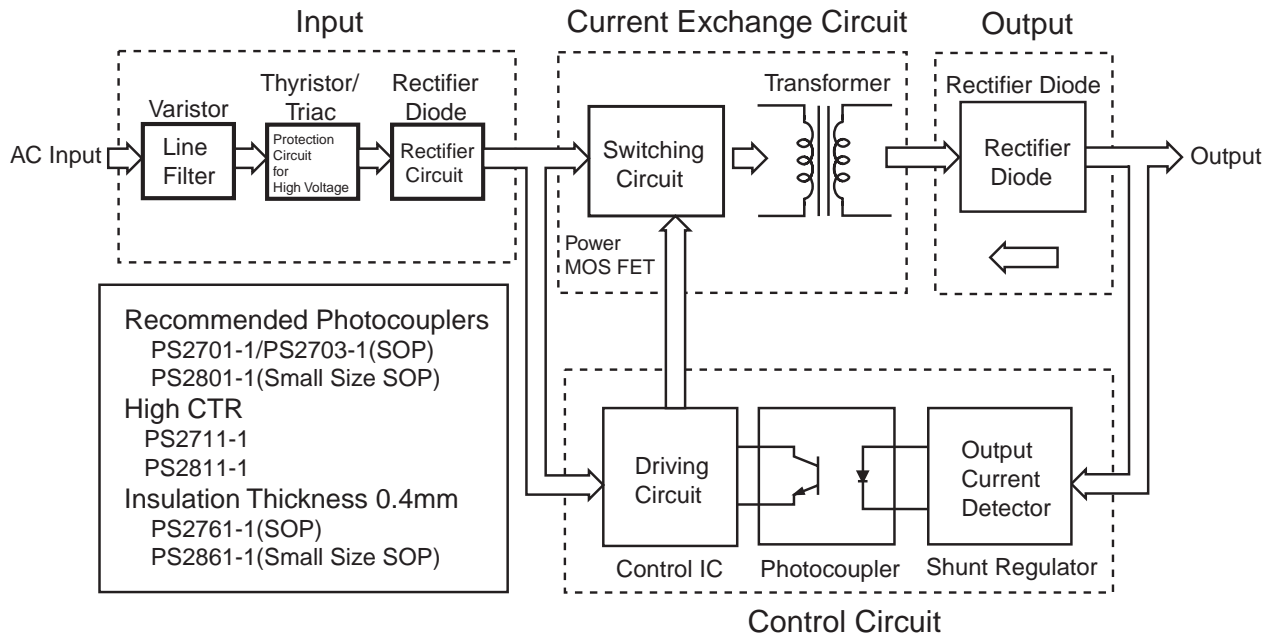 Input
Current Exchange Circuit
Output
Varistor
Thyristor/
Triac
Rectifier
Diode
Transformer
Rectifier Diode
AC Input
Line
Filter
Protection
Circuit
for
High Voltage
Rectifier
Circuit
Switching
Circuit
Rectifier
Diode
Output
Power
MOS FET
Recommended Photocouplers
PS2701-1/PS2703-1(SOP)
PS2801-1(Small Size SOP)
High CTR
PS2711-1
PS2811-1
Insulation Thickness 0.4mm
PS2761-1(SOP)
PS2861-1(Small Size SOP)
Driving
Circuit
Output
Current
Detector
Control IC
Photocoupler
Shunt Regulator
Control Circuit